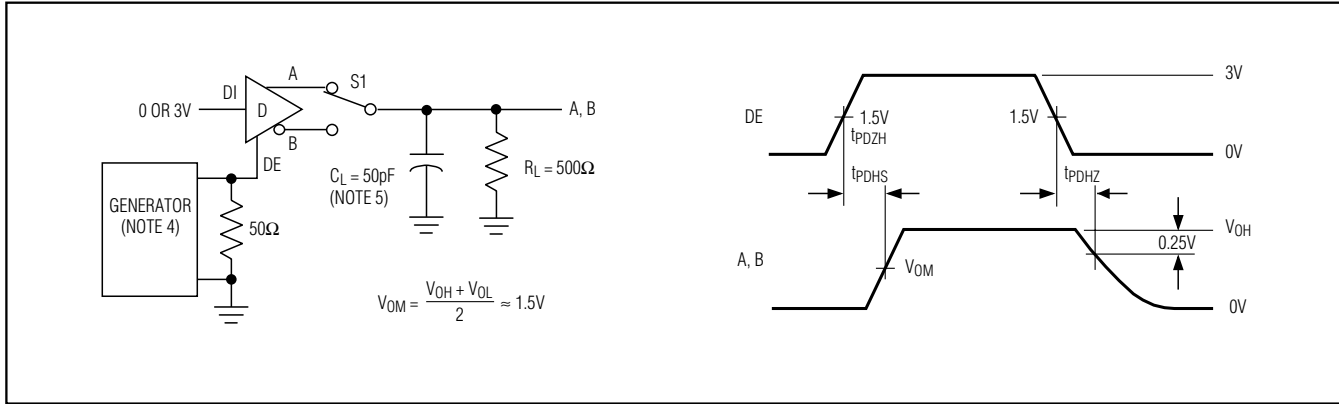 A
S1
DI
0 OR 3V
D
A, B
B
DE
GENERATOR
(NOTE 4)
50Ω
C_L = 50pF
(NOTE 5)
R_L = 500Ω
V_OM = (V_OH + V_OL) / 2 ≈ 1.5V
3V
DE
1.5V
1.5V
t_PDZH
0V
t_PDHS
t_PDHZ
V_OH
0.25V
A, B
V_OM
0V